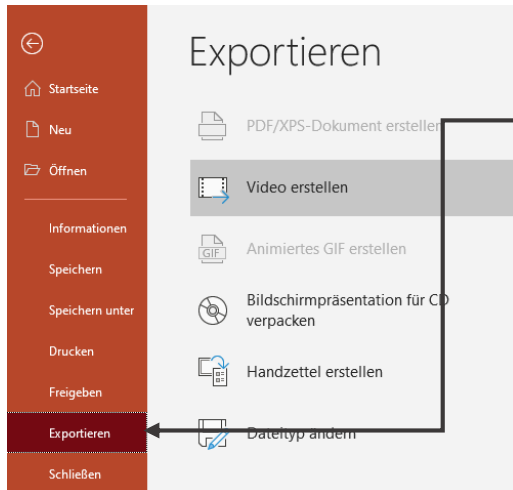 Exportieren
Startseite
Neu
Öffnen
Informationen
Speichern
Speichern unter
Drucken
Freigeben
Exportieren
Schließen
PDF/XPS-Dokument erstellen
Video erstellen
GIF
Animiertes GIF erstellen
Bildschirmpräsentation für CD
verpacken
Handzettel erstellen
Dateityp ändern